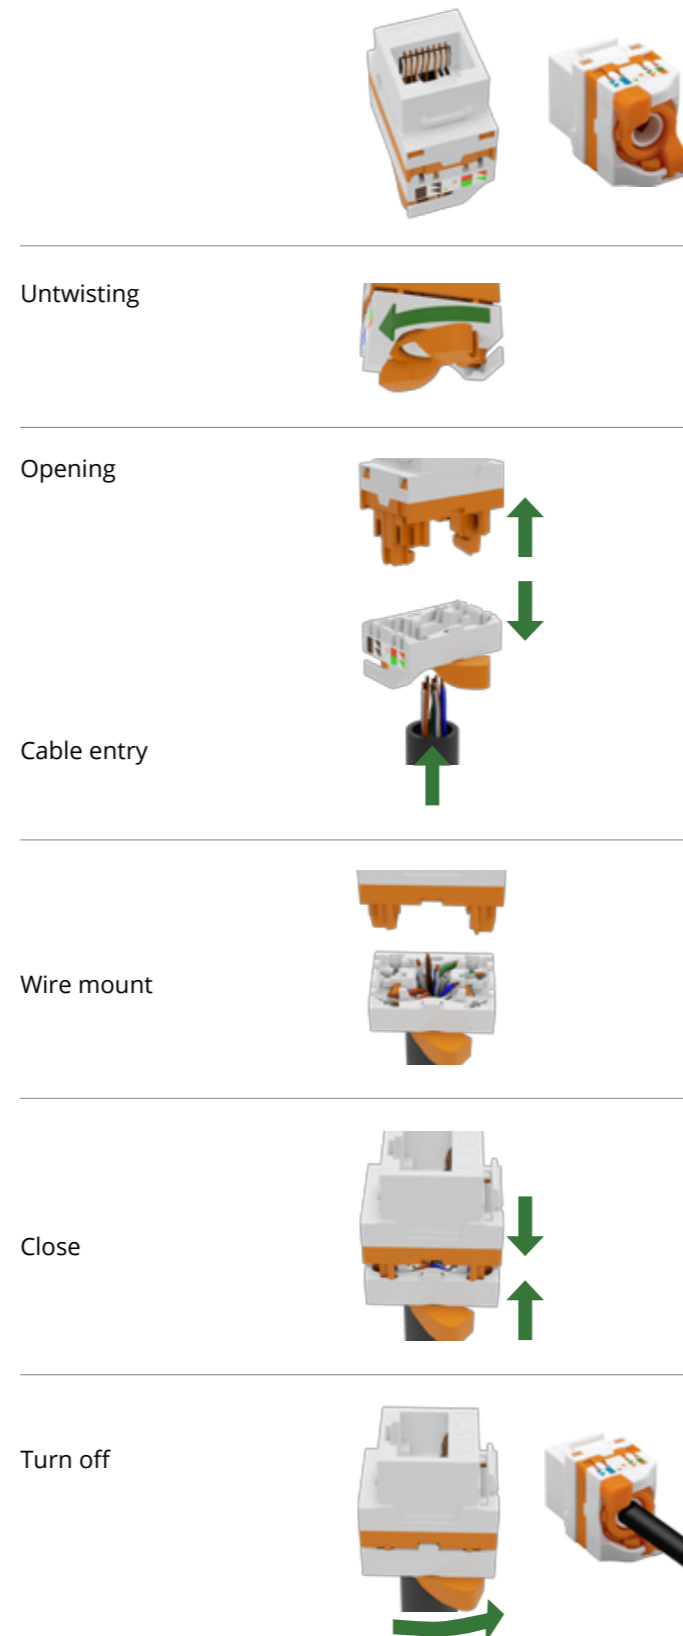 Untwisting
Opening
Cable entry
Wire mount
Close
Turn off